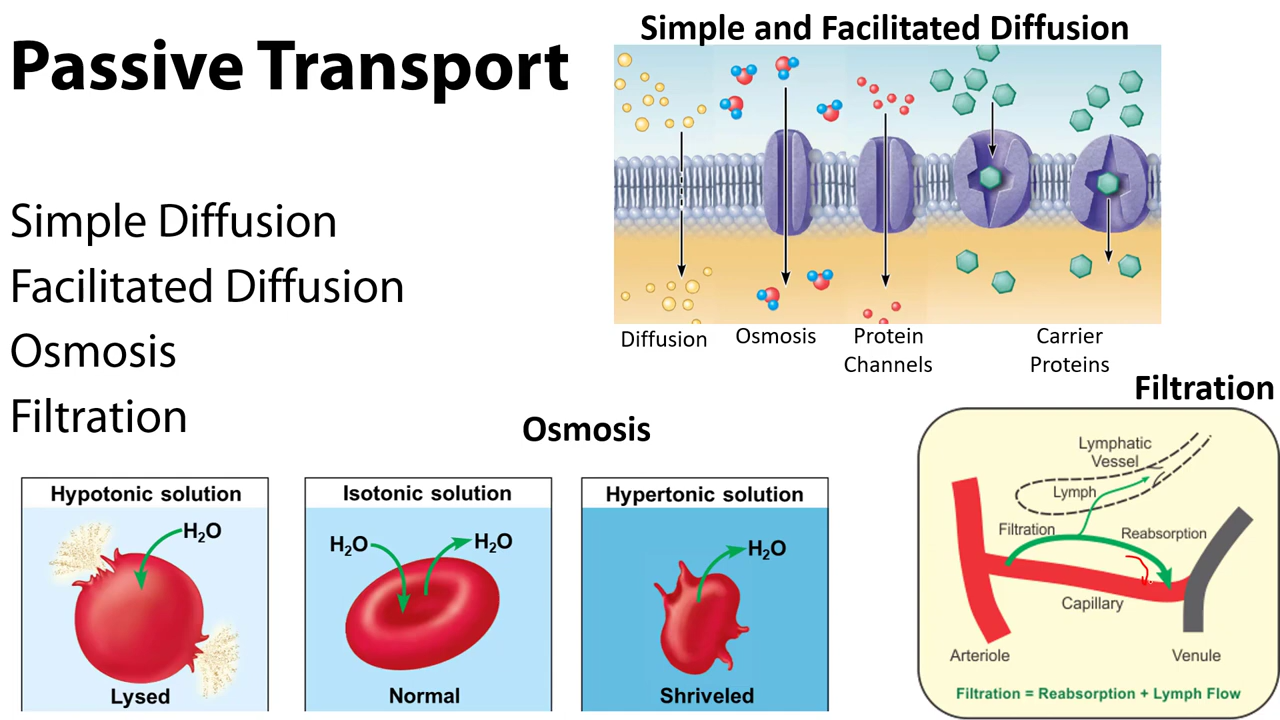 Passive Transport
Simple Diffusion
Facilitated Diffusion
Osmosis
Filtration
Simple and Facilitated Diffusion
Diffusion
Osmosis
Protein
Channels
Carrier
Proteins
Osmosis
Hypotonic solution
H₂O
Lysed
Isotonic solution
H₂O
H₂O
Normal
Hypertonic solution
H₂O
Shriveled
Filtration
Lymphatic
Vessel
Lymph
Filtration
Reabsorption
Capillary
Arteriole
Venule
Filtration = Reabsorption + Lymph Flow